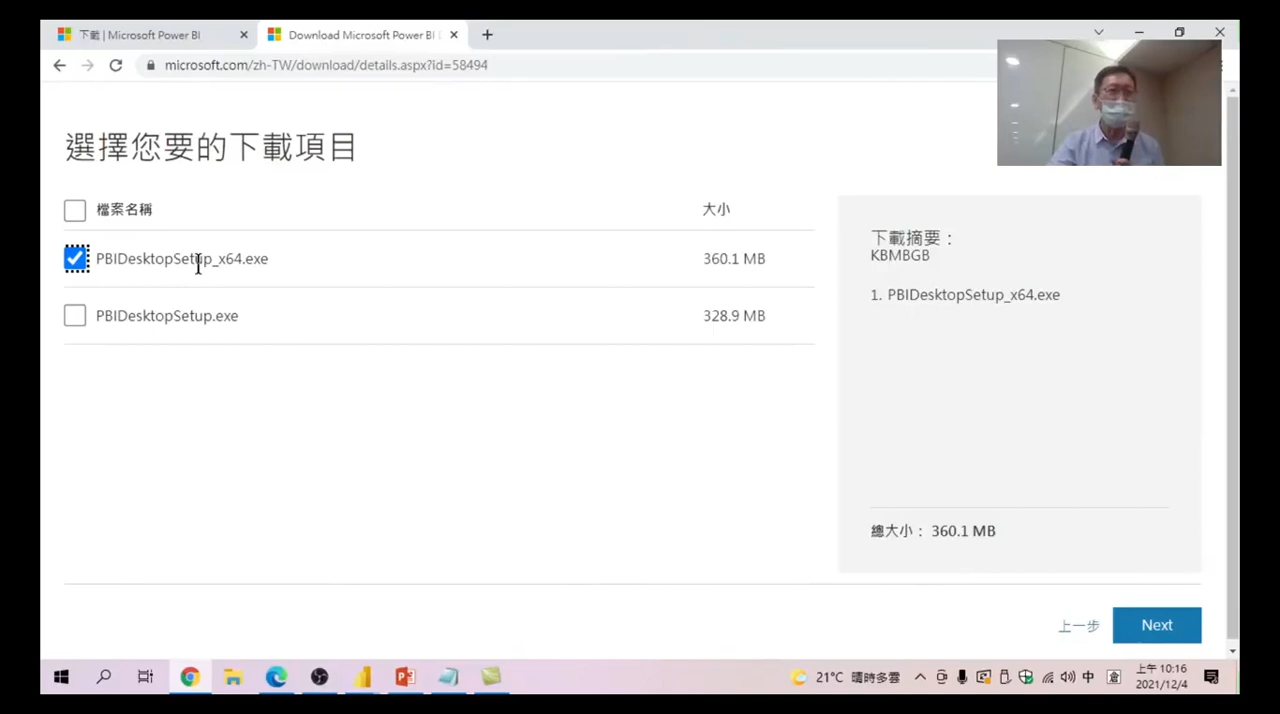 下載 | Microsoft Power BI
Download Microsoft Power BI
microsoft.com/zh-TW/download/details.aspx?id=58494
選擇您要的下載項目
檔案名稱 大小
PBIDesktopSetup_x64.exe 360.1 MB
PBIDesktopSetup.exe 328.9 MB
下載摘要：
KBMBGB
1. PBIDesktopSetup_x64.exe
總大小： 360.1 MB
上一步 Next
21°C 晴時多雲 中 倉
上午 10:16
2021/12/4